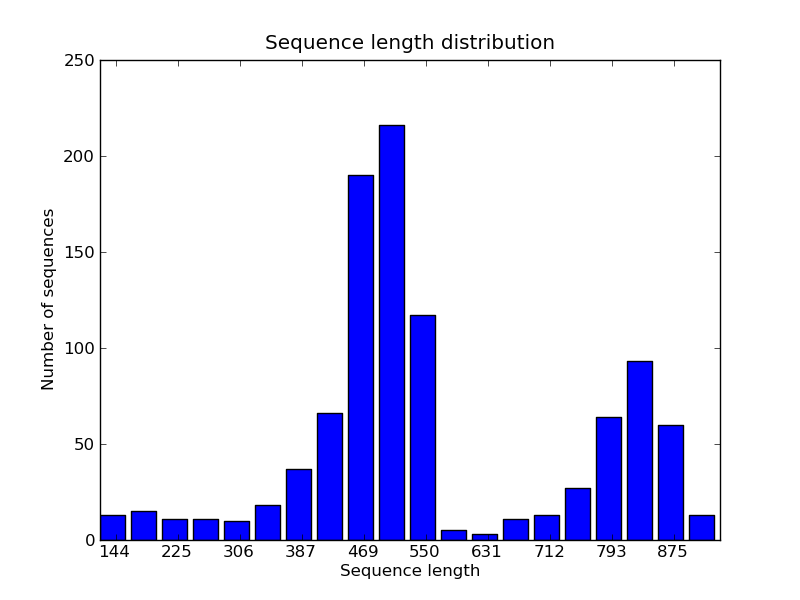 Sequence length distribution
250
200
150
100
50
0
Number of sequences
144 225 306 387 469 550 631 712 793 875
Sequence length